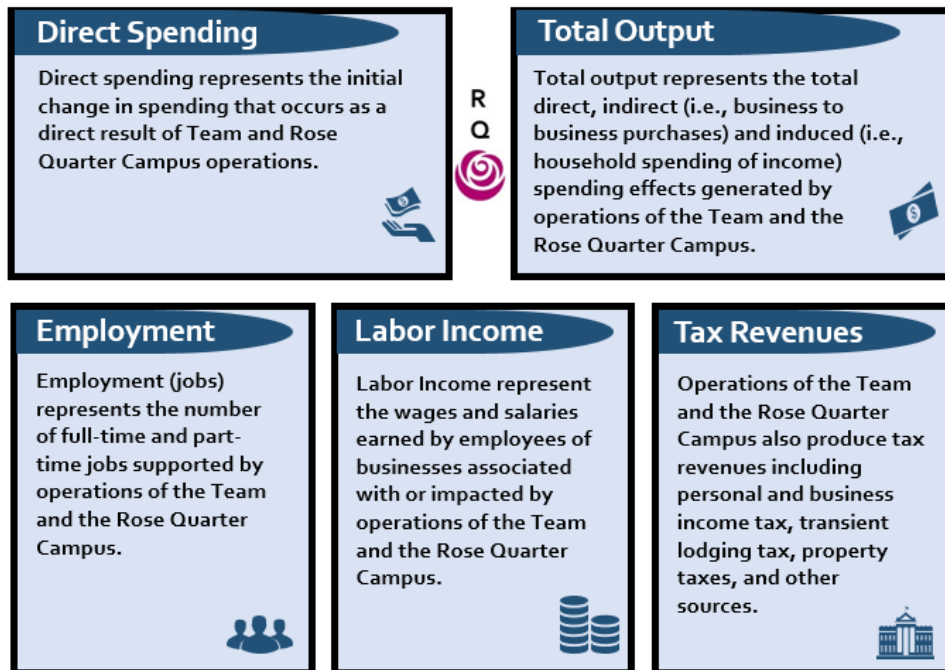 Direct Spending
Direct spending represents the initial
change in spending that occurs as a
direct result of Team and Rose
Quarter Campus operations.
R
Q
Total Output
Total output represents the total
direct, indirect (i.e., business to
business purchases) and induced (i.e.,
household spending of income)
spending effects generated by
operations of the Team and the
Rose Quarter Campus.
Employment
Employment (jobs)
represents the number
of full-time and part-
time jobs supported by
operations of the Team
and the Rose Quarter
Campus.
Labor Income
Labor Income represent
the wages and salaries
earned by employees of
businesses associated
with or impacted by
operations of the Team
and the Rose Quarter
Campus.
Tax Revenues
Operations of the Team
and the Rose Quarter
Campus also produce tax
revenues including
personal and business
income tax, transient
lodging tax, property
taxes, and other
sources.